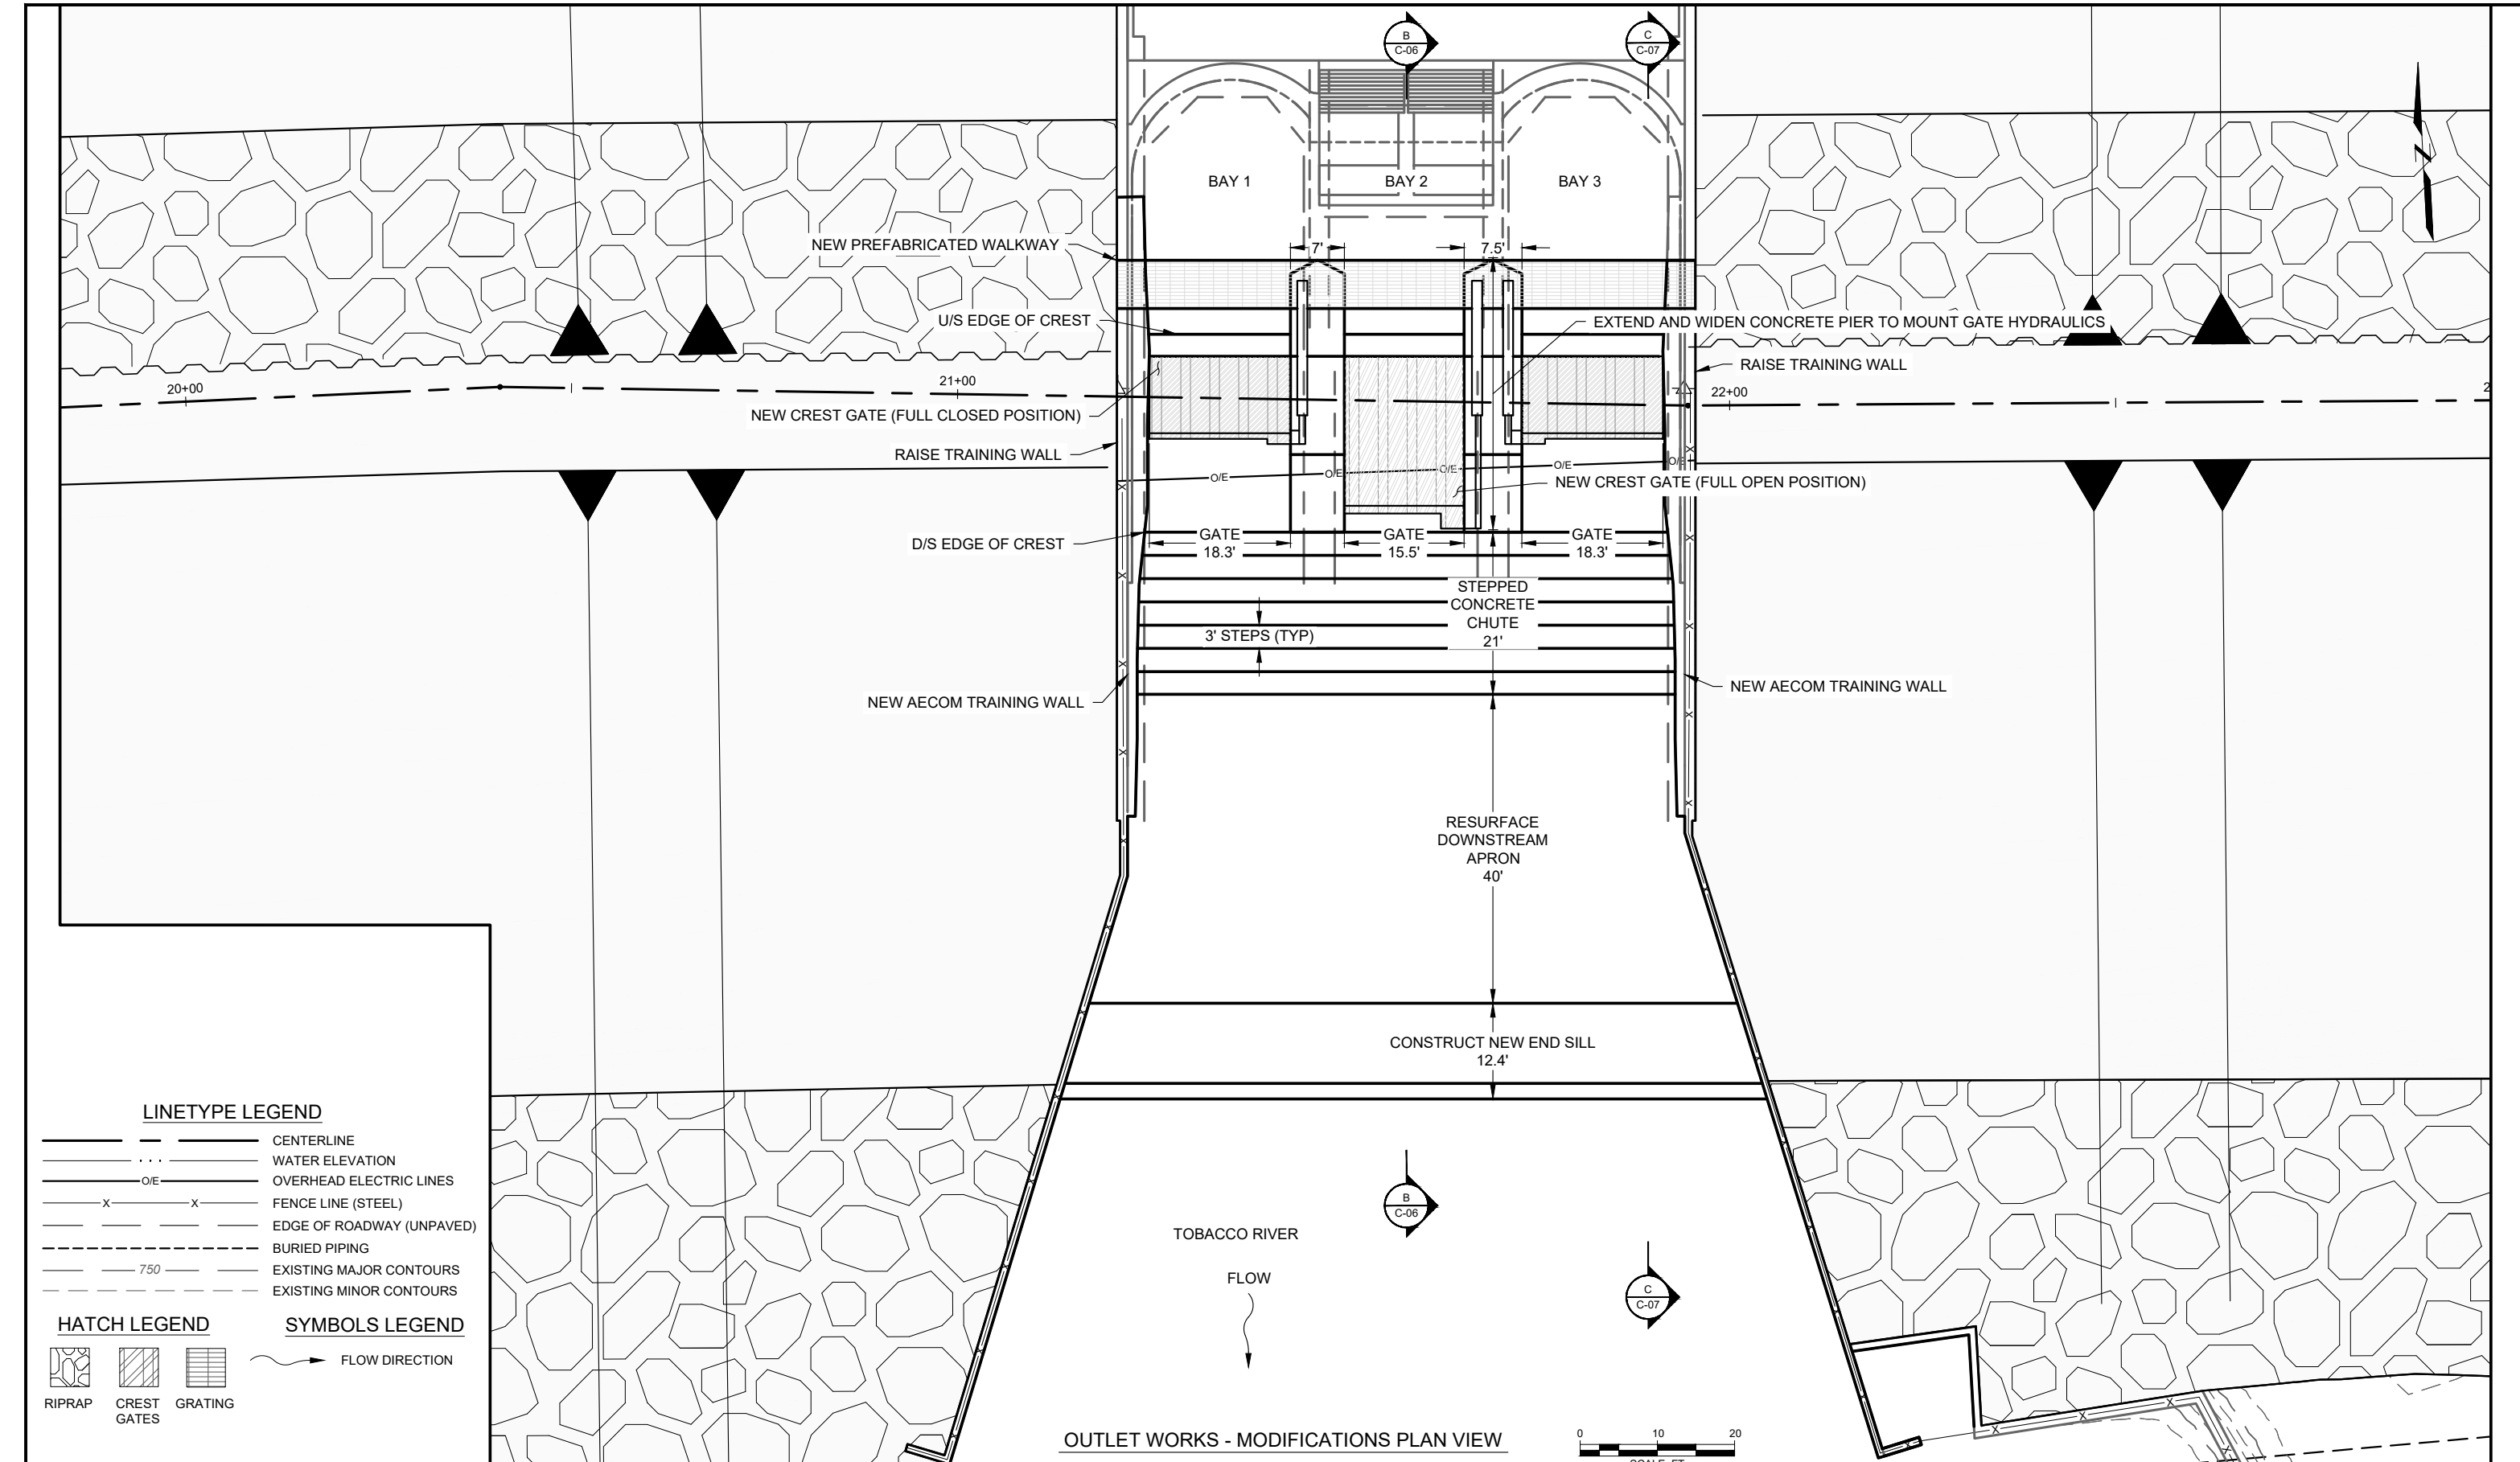 B
C-06
C
C-07
BAY 1
BAY 2
BAY 3
N
NEW PREFABRICATED WALKWAY
7'
7.5'
U/S EDGE OF CREST
EXTEND AND WIDEN CONCRETE PIER TO MOUNT GATE HYDRAULICS
RAISE TRAINING WALL
20+00
21+00
22+00
2
NEW CREST GATE (FULL CLOSED POSITION)
RAISE TRAINING WALL
O/E
O/E
O/E
O/E
O/E
NEW CREST GATE (FULL OPEN POSITION)
D/S EDGE OF CREST
GATE
18.3'
GATE
15.5'
GATE
18.3'
STEPPED
CONCRETE
CHUTE
21'
3' STEPS (TYP)
NEW AECOM TRAINING WALL
NEW AECOM TRAINING WALL
RESURFACE
DOWNSTREAM
APRON
40'
CONSTRUCT NEW END SILL
12.4'
B
C-06
TOBACCO RIVER
FLOW
C
C-07
LINETYPE LEGEND
CENTERLINE
WATER ELEVATION
O/E OVERHEAD ELECTRIC LINES
X X FENCE LINE (STEEL)
EDGE OF ROADWAY (UNPAVED)
BURIED PIPING
750 EXISTING MAJOR CONTOURS
EXISTING MINOR CONTOURS
HATCH LEGEND
RIPRAP
CREST
GATES
GRATING
SYMBOLS LEGEND
FLOW DIRECTION
OUTLET WORKS - MODIFICATIONS PLAN VIEW
0 10 20